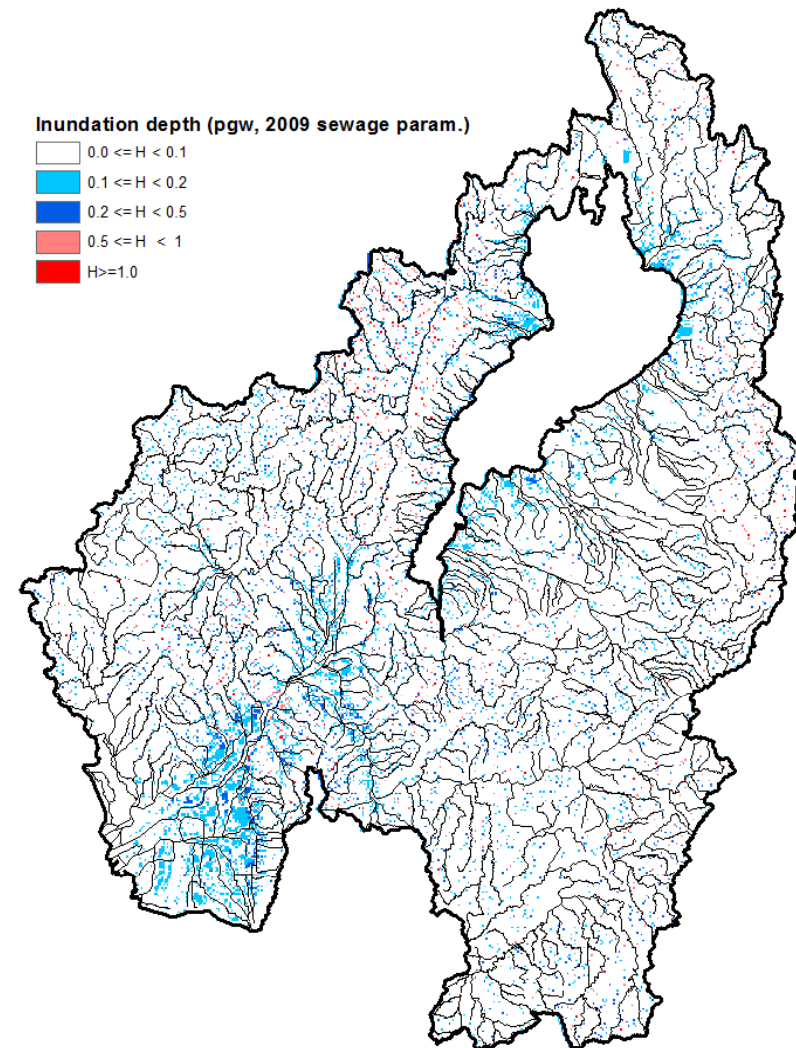 Inundation depth (pgw, 2009 sewage param.)
0.0 <= H < 0.1
0.1 <= H < 0.2
0.2 <= H < 0.5
0.5 <= H < 1
H>=1.0